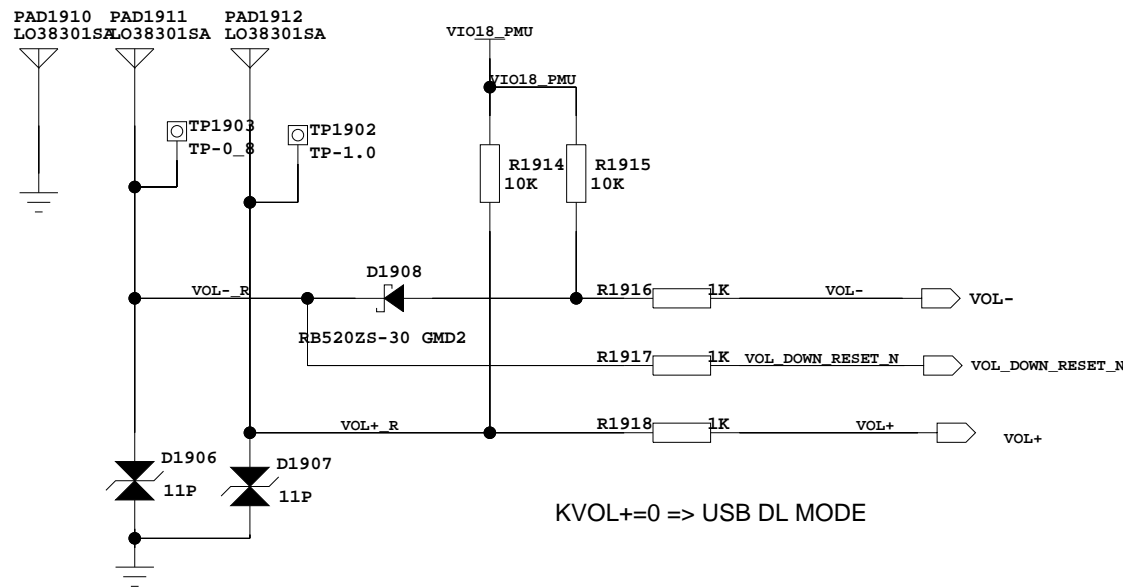 PAD1910
LO38301SA
PAD1911
LO38301SA
PAD1912
LO38301SA
VIO18_PMU
VIO18_PMU
TP1903
TP-0_8
TP1902
TP-1.0
R1914
10K
R1915
10K
D1908
VOL-_R
RB520ZS-30 GMD2
R1916
1K
VOL-
VOL-
R1917
1K
VOL_DOWN_RESET_N
VOL_DOWN_RESET_N
VOL+_R
R1918
1K
VOL+
VOL+
D1906
11P
D1907
11P
KVOL+=0 => USB DL MODE